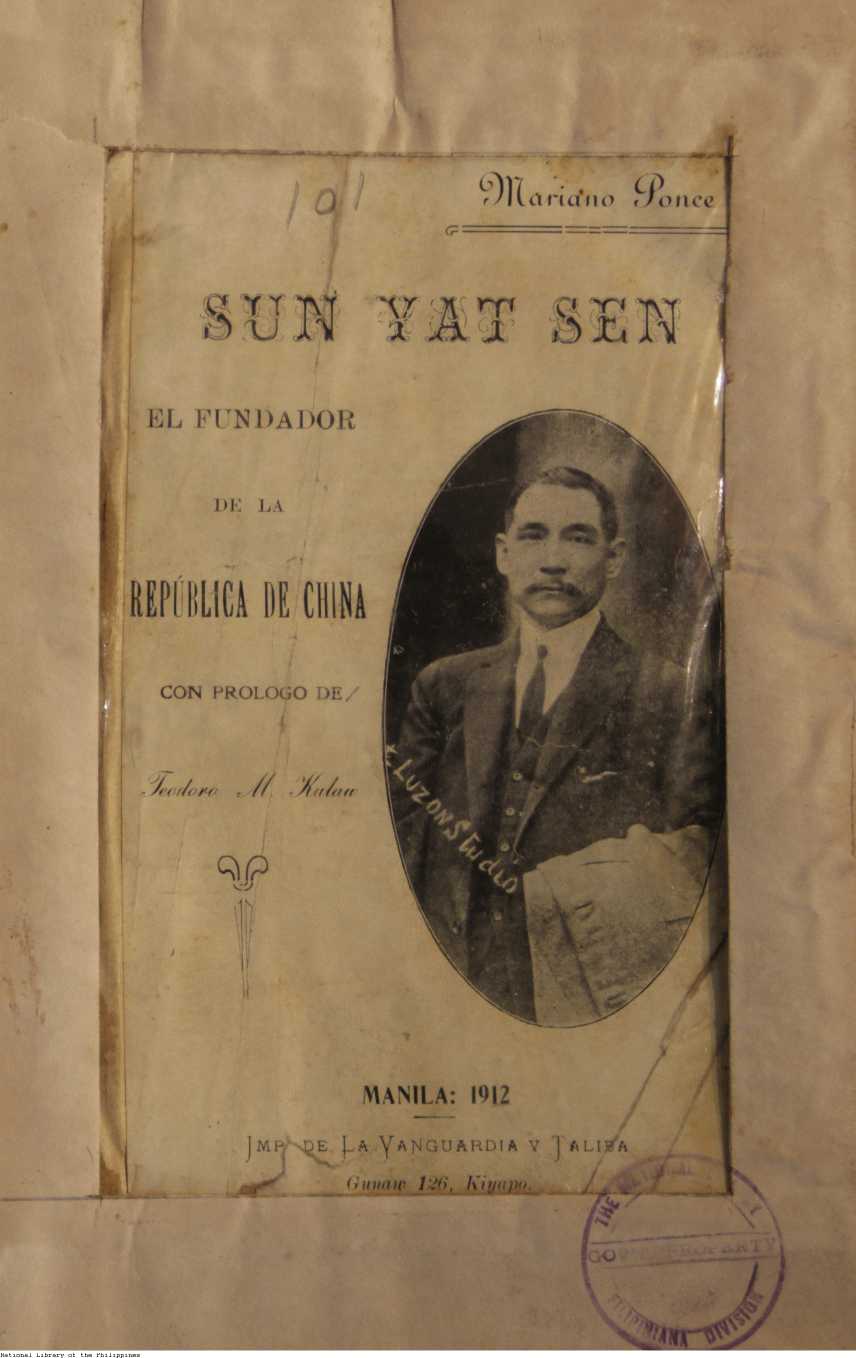 101
Mariano Ponce
SUN YAT SEN
EL FUNDADOR
DE LA
REPÚBLICA DE CHINA
CON PROLOGO DE
Teodoro M. Kalaw
Luzon Studio
MANILA: 1912
IMP. DE LA VANGUARDIA Y TALIBA
Gunaw 126, Kiyapo.
THE NATIONAL
PROPERTY
FILIPINIANA DIVISION
National Library of the Philippines